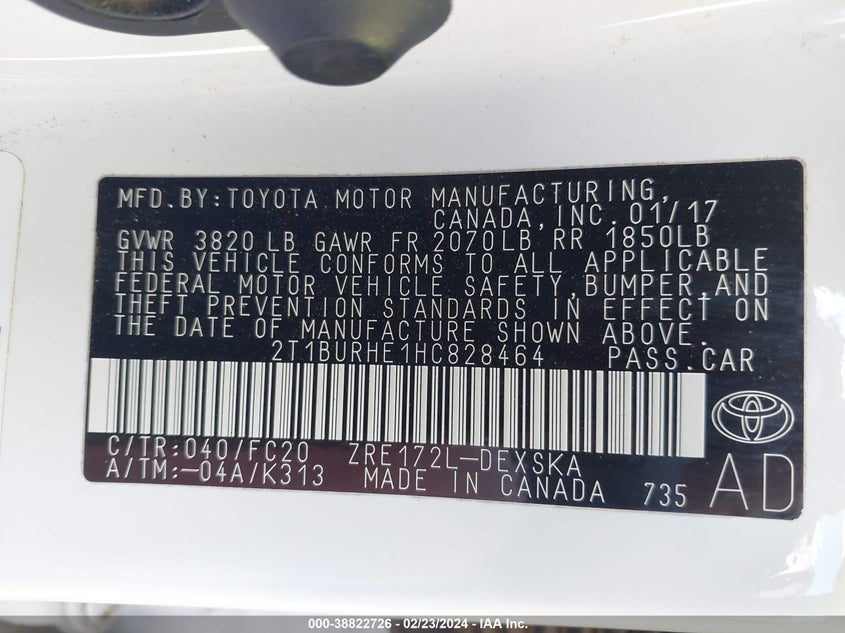 MFD. BY: TOYOTA MOTOR MANUFACTURING,
CANADA, INC. 01/17
GVWR 3820 LB GAWR FR 2070LB RR 1850LB
THIS VEHICLE CONFORMS TO ALL APPLICABLE
FEDERAL MOTOR VEHICLE SAFETY, BUMPER, AND
THEFT PREVENTION STANDARDS IN EFFECT ON
THE DATE OF MANUFACTURE SHOWN ABOVE.
2T1BURHE1HC828464 PASS.CAR
C/TR: 040/FC20 ZRE172L-DEXSKA
A/TM: -04A/K313 MADE IN CANADA 735 AD
000-38822726 - 02/23/2024 - IAA Inc.